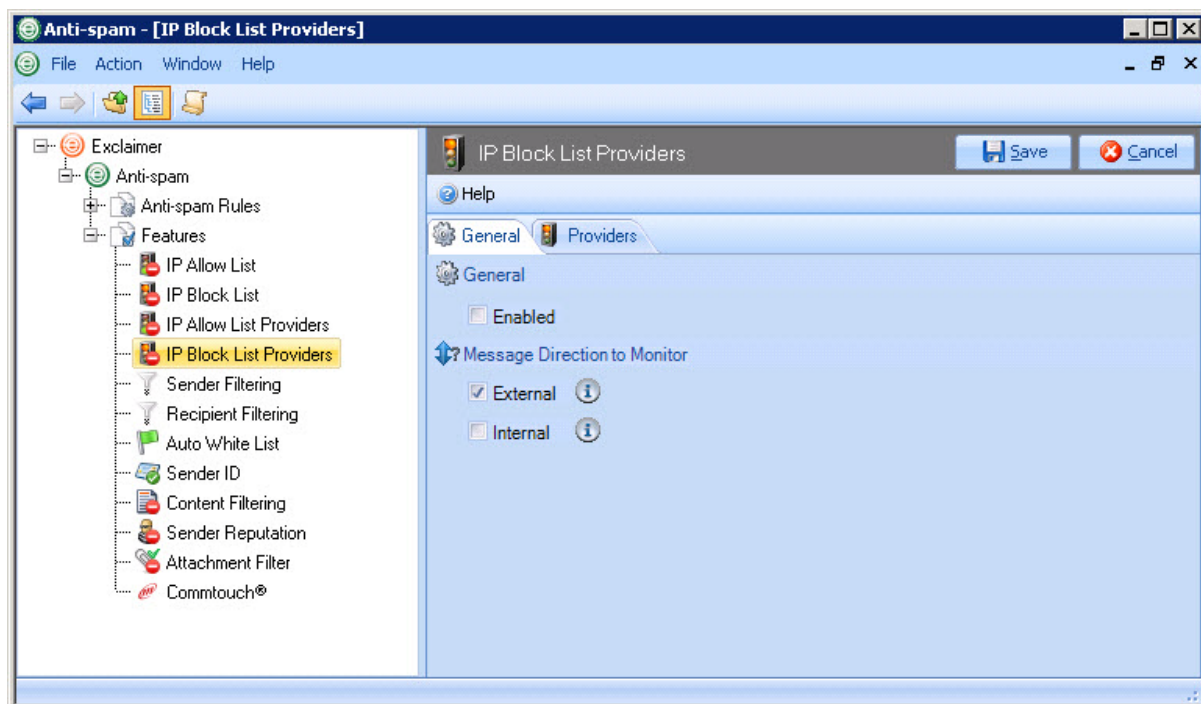 Anti-spam - [IP Block List Providers]
File Action Window Help
Exclaimer
Anti-spam
Anti-spam Rules
Features
IP Allow List
IP Block List
IP Allow List Providers
IP Block List Providers
Sender Filtering
Recipient Filtering
Auto White List
Sender ID
Content Filtering
Sender Reputation
Attachment Filter
Commtouch®
IP Block List Providers
Save Cancel
Help
General Providers
General
Enabled
Message Direction to Monitor
External
Internal